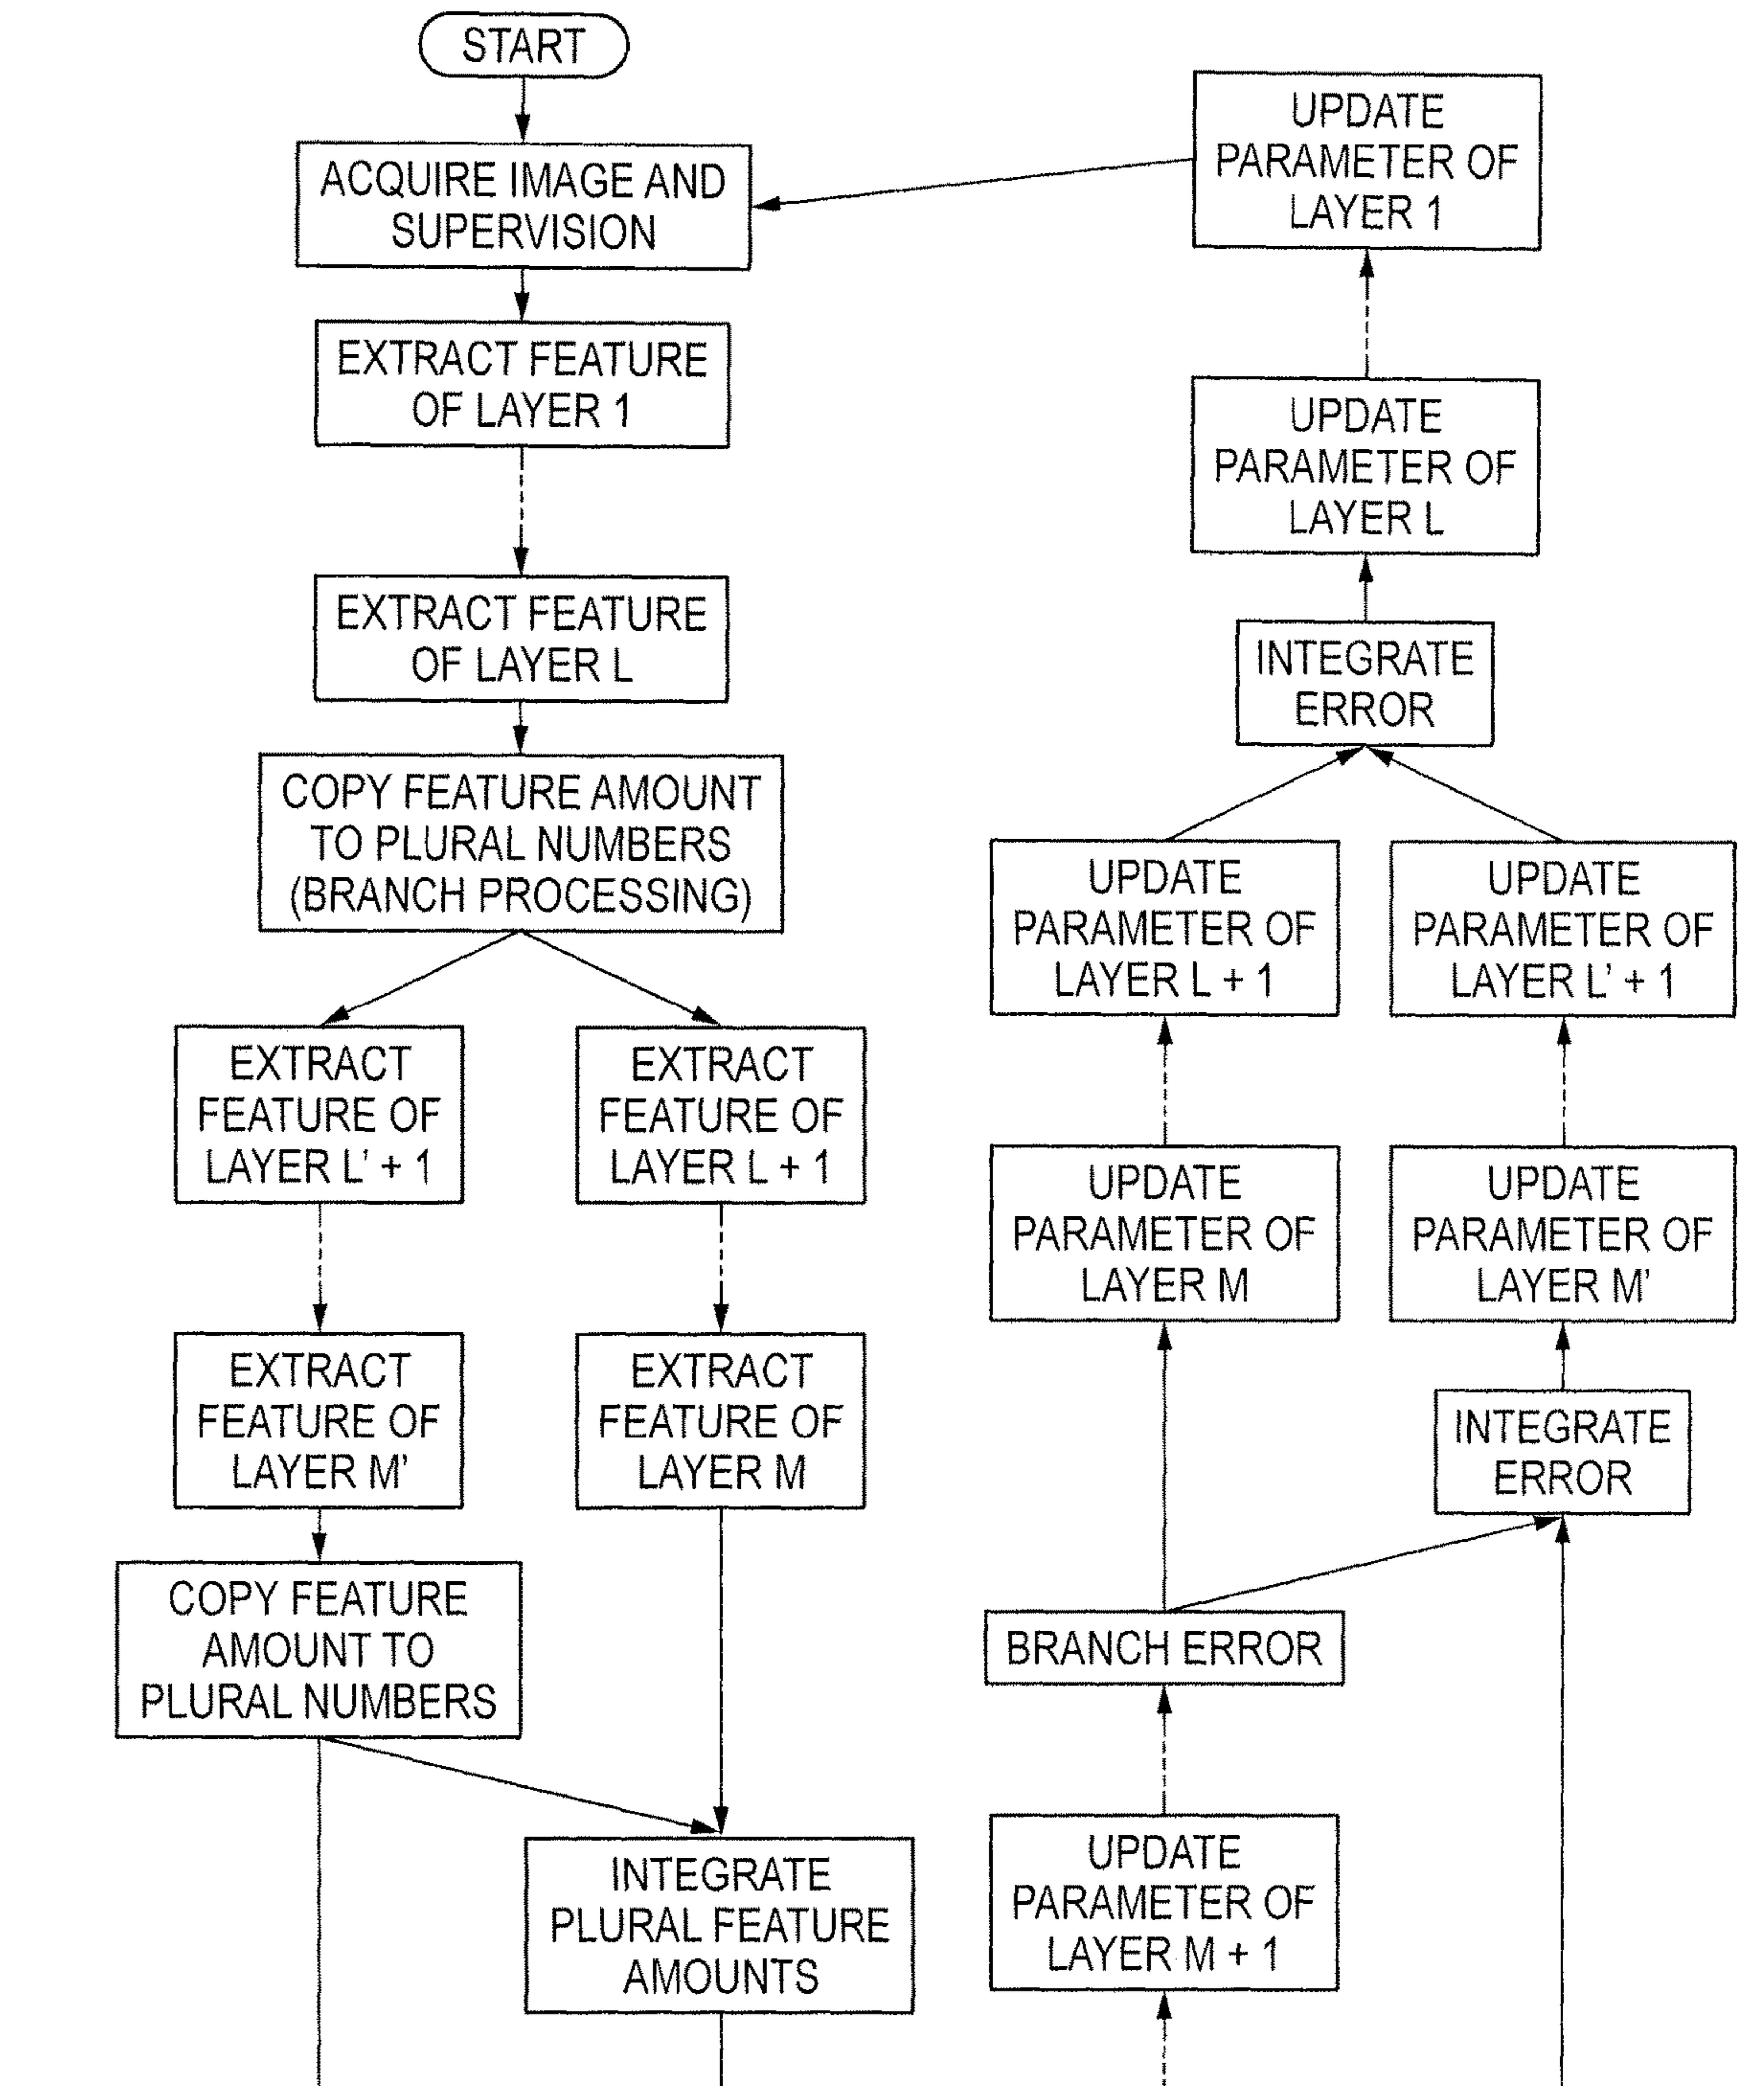 START
ACQUIRE IMAGE AND
SUPERVISION
EXTRACT FEATURE
OF LAYER 1
EXTRACT FEATURE
OF LAYER L
COPY FEATURE AMOUNT
TO PLURAL NUMBERS
(BRANCH PROCESSING)
EXTRACT
FEATURE OF
LAYER L' + 1
EXTRACT
FEATURE OF
LAYER L + 1
EXTRACT
FEATURE OF
LAYER M'
EXTRACT
FEATURE OF
LAYER M
COPY FEATURE
AMOUNT TO
PLURAL NUMBERS
INTEGRATE
PLURAL FEATURE
AMOUNTS
UPDATE
PARAMETER OF
LAYER 1
UPDATE
PARAMETER OF
LAYER L
INTEGRATE
ERROR
UPDATE
PARAMETER OF
LAYER L + 1
UPDATE
PARAMETER OF
LAYER L' + 1
UPDATE
PARAMETER OF
LAYER M
UPDATE
PARAMETER OF
LAYER M'
INTEGRATE
ERROR
BRANCH ERROR
UPDATE
PARAMETER OF
LAYER M + 1